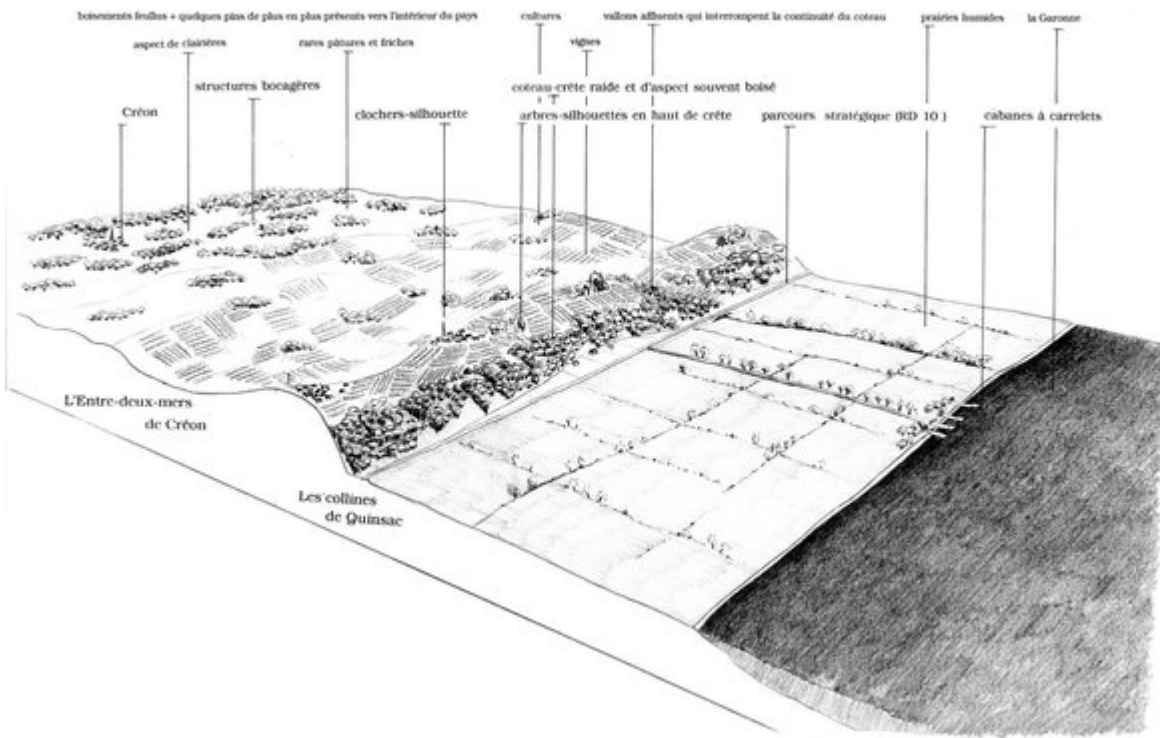 boisements feuillus + quelques pins de plus en plus présents vers l'intérieur du pays
cultures
vallons affluents qui interrompent la continuité du coteau
prairies humides
la Garonne
aspect de clairières
rares pâtures et friches
vignes
structures bocagères
coteau-crête raide et d'aspect souvent boisé
Créon
clochers-silhouette
arbres-silhouettes en haut de crête
parcours stratégique (RD 10 )
cabanes à carrelets
L'Entre-deux-mers
de Créon
Les collines
de Quinsac